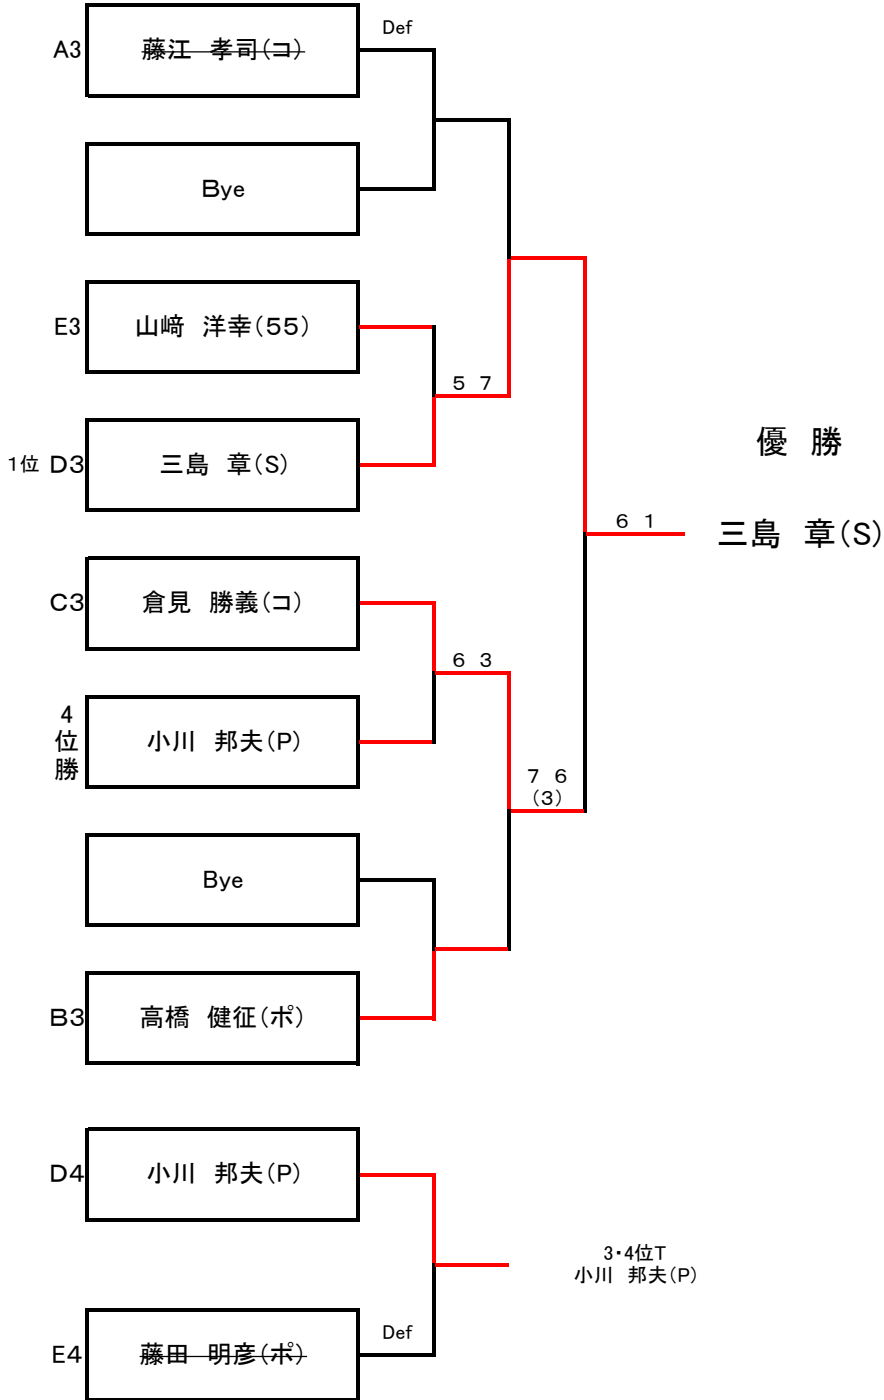 Def
A3 藤江 孝司(コ)
Bye
E3 山﨑 洋幸(55)
5 7
1位 D3 三島 章(S)
優 勝
6 1
三島 章(S)
C3 倉見 勝義(コ)
6 3
4位勝 小川 邦夫(P)
7 6
(3)
Bye
B3 高橋 健征(ポ)
D4 小川 邦夫(P)
3・4位T
小川 邦夫(P)
Def
E4 藤田 明彦(ポ)